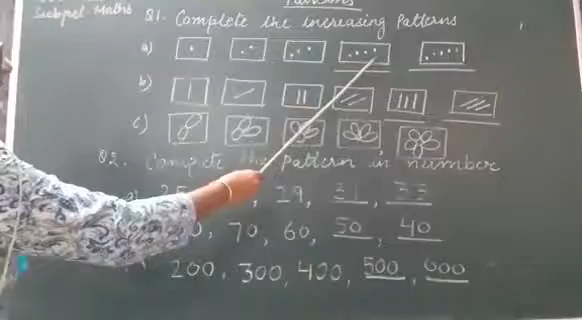 Subject Maths
Q1. Complete the increasing Patterns
a)
b)
c)
Q2. Complete the Pattern in number
29, 31, 33
70, 60, 50, 40
200, 300, 400, 500, 600